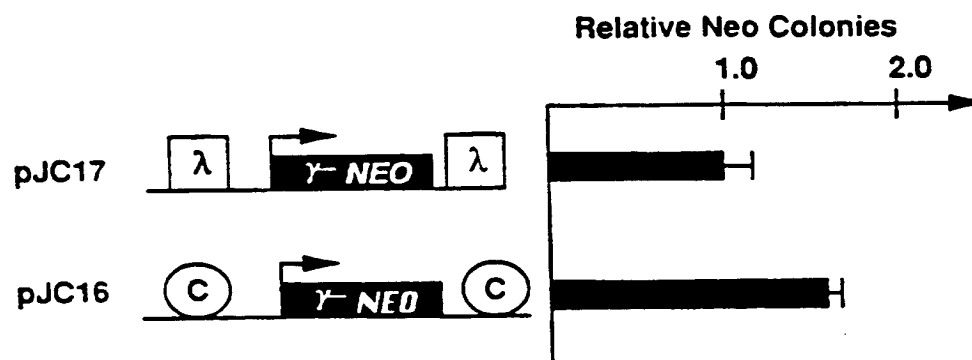 Relative Neo Colonies
1.0 2.0
pJC17 λ γ- NEO λ
pJC16 C γ- NEO C